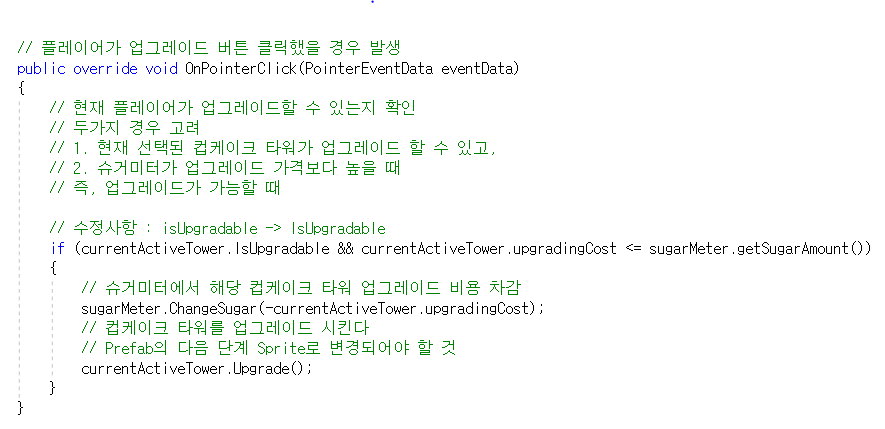 // 플레이어가 업그레이드 버튼 클릭했을 경우 발생
public override void OnPointerClick(PointerEventData eventData)
{
// 현재 플레이어가 업그레이드할 수 있는지 확인
// 두가지 경우 고려
// 1. 현재 선택된 컵케이크 타워가 업그레이드 할 수 있고,
// 2. 슈거미터가 업그레이드 가격보다 높을 때
// 즉, 업그레이드가 가능할 때
// 수정사항 : isUpgradable -> IsUpgradable
if (currentActiveTower.IsUpgradable && currentActiveTower.upgradingCost <= sugarMeter.getSugarAmount())
{
// 슈거미터에서 해당 컵케이크 타워 업그레이드 비용 차감
sugarMeter.ChangeSugar(-currentActiveTower.upgradingCost);
// 컵케이크 타워를 업그레이드 시킨다
// Prefab의 다음 단계 Sprite로 변경되어야 할 것
currentActiveTower.Upgrade();
}
}